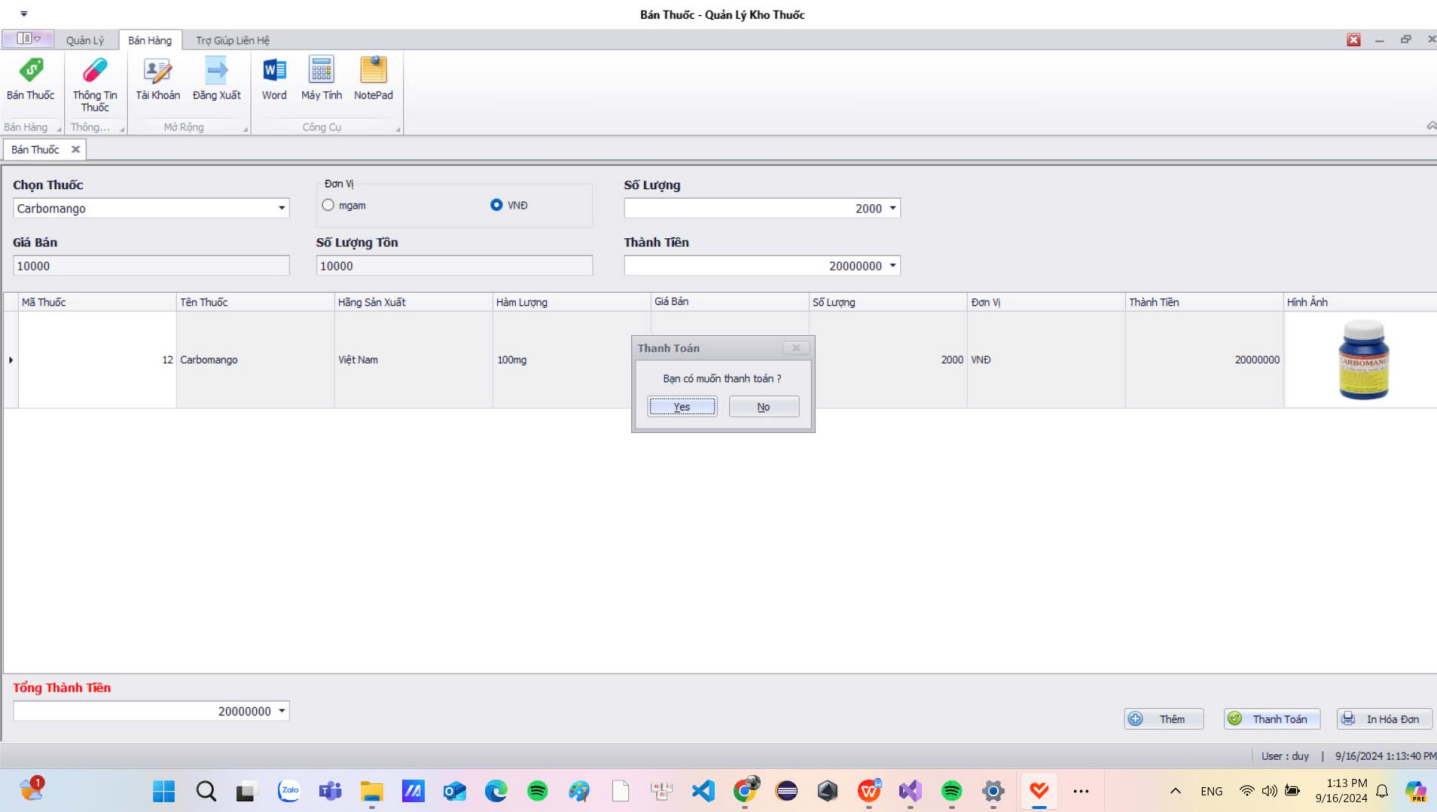 Bán Thuốc - Quản Lý Kho Thuốc
Quản Lý Bán Hàng Trợ Giúp Liên Hệ
Bán Thuốc Thông Tin Thuốc Tài Khoản Đăng Xuất Word Máy Tính NotePad
Bán Hàng Thông... Mở Rộng Công Cụ
Bán Thuốc
Chọn Thuốc Đơn Vị Số Lượng
Carbomango mgam VNĐ 2000
Giá Bán Số Lượng Tồn Thành Tiền
10000 10000 20000000
Mã Thuốc Tên Thuốc Hãng Sản Xuất Hàm Lượng Giá Bán Số Lượng Đơn Vị Thành Tiền Hình Ảnh
12 Carbomango Việt Nam 100mg 2000 VNĐ 20000000
Thanh Toán
Bạn có muốn thanh toán ?
Yes No
Tổng Thành Tiền
20000000
Thêm Thanh Toán In Hóa Đơn
User : duy | 9/16/2024 1:13:40 PM
1 Zalo ... ENG 1:13 PM
9/16/2024 PRE